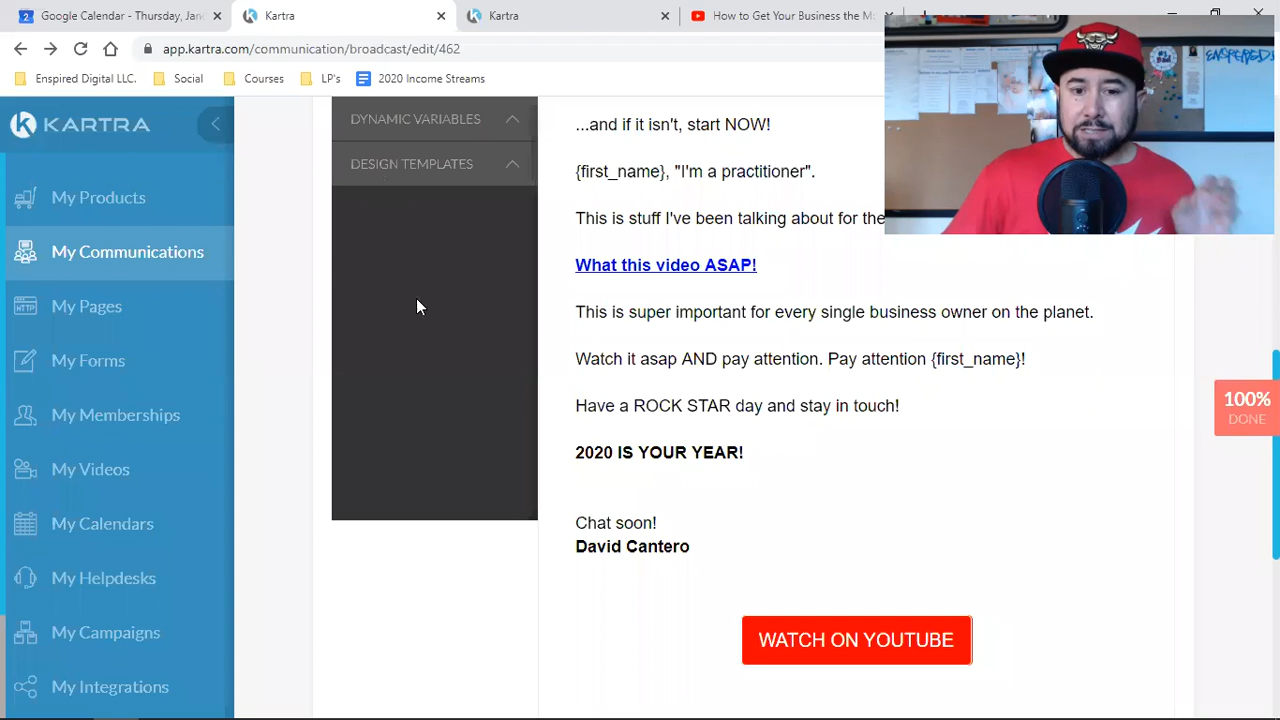 Google Calendar - Thursday, Jan
Kartra
Kartra
How to Get Your Business the M
app.kartra.com/communication/broadcast/edit/462
Enspired Digital LLC.
Social
Courses
LP's
2020 Income Streams
KARTRA
My Products
My Communications
My Pages
My Forms
My Memberships
My Videos
My Calendars
My Helpdesks
My Campaigns
My Integrations
DYNAMIC VARIABLES
DESIGN TEMPLATES
...and if it isn't, start NOW!
{first_name}, "I'm a practitioner".
This is stuff I've been talking about for the
What this video ASAP!
This is super important for every single business owner on the planet.
Watch it asap AND pay attention. Pay attention {first_name}!
Have a ROCK STAR day and stay in touch!
2020 IS YOUR YEAR!
Chat soon!
David Cantero
WATCH ON YOUTUBE
100%
DONE